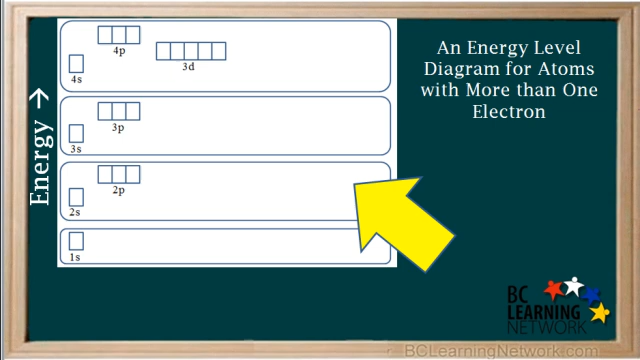 4p
3d
4s
3p
3s
2p
2s
1s
Energy →
An Energy Level
Diagram for Atoms
with More than One
Electron
BC
LEARNING
NETWORK
BCLearningNetwork.com